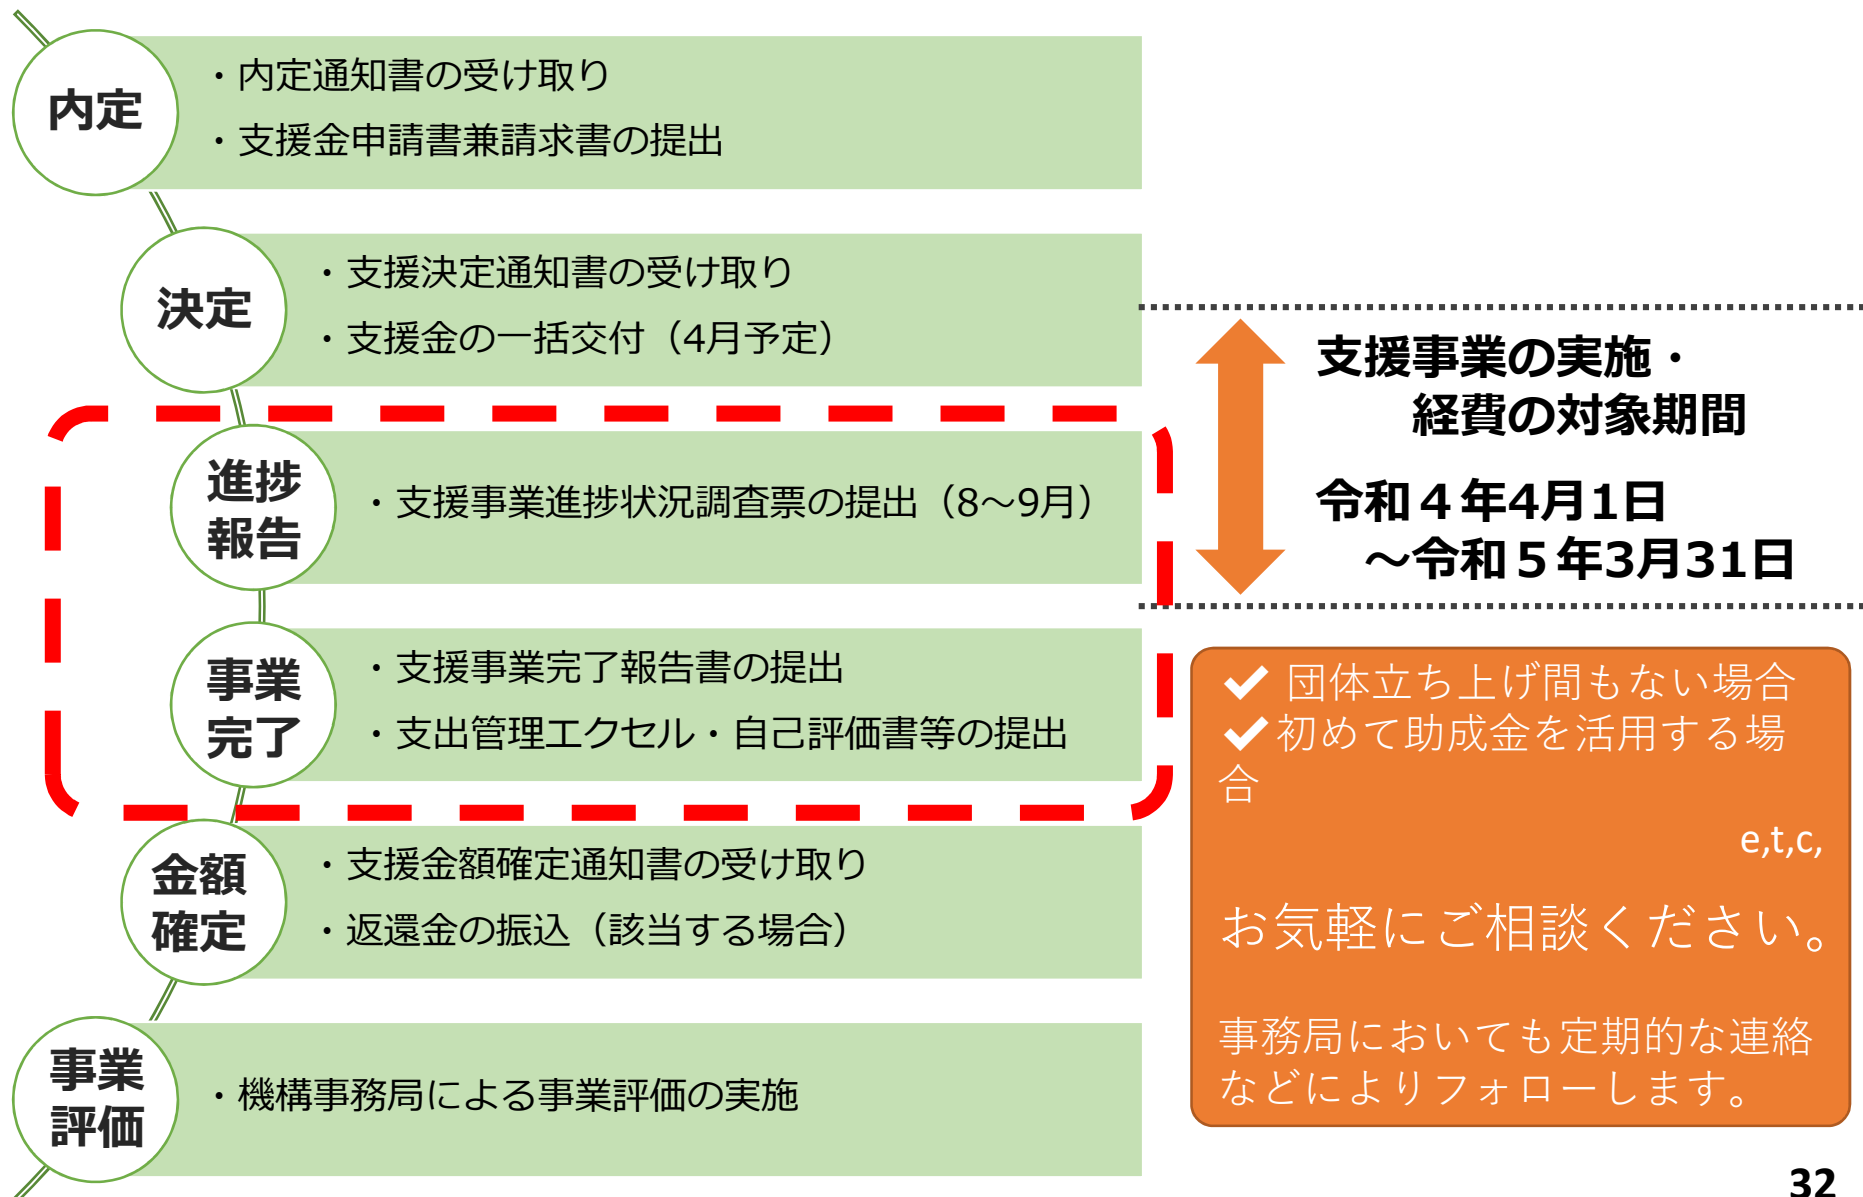 内定
・内定通知書の受け取り
・支援金申請書兼請求書の提出
決定
・支援決定通知書の受け取り
・支援金の一括交付（4月予定）
進捗
報告
・支援事業進捗状況調査票の提出（8～9月）
事業
完了
・支援事業完了報告書の提出
・支出管理エクセル・自己評価書等の提出
金額
確定
・支援金額確定通知書の受け取り
・返還金の振込（該当する場合）
事業
評価
・機構事務局による事業評価の実施
支援事業の実施・
経費の対象期間
令和４年4月1日
～令和５年3月31日
✔ 団体立ち上げ間もない場合
✔初めて助成金を活用する場
合
e,t,c,
お気軽にご相談ください。
事務局においても定期的な連絡
などによりフォローします。
32